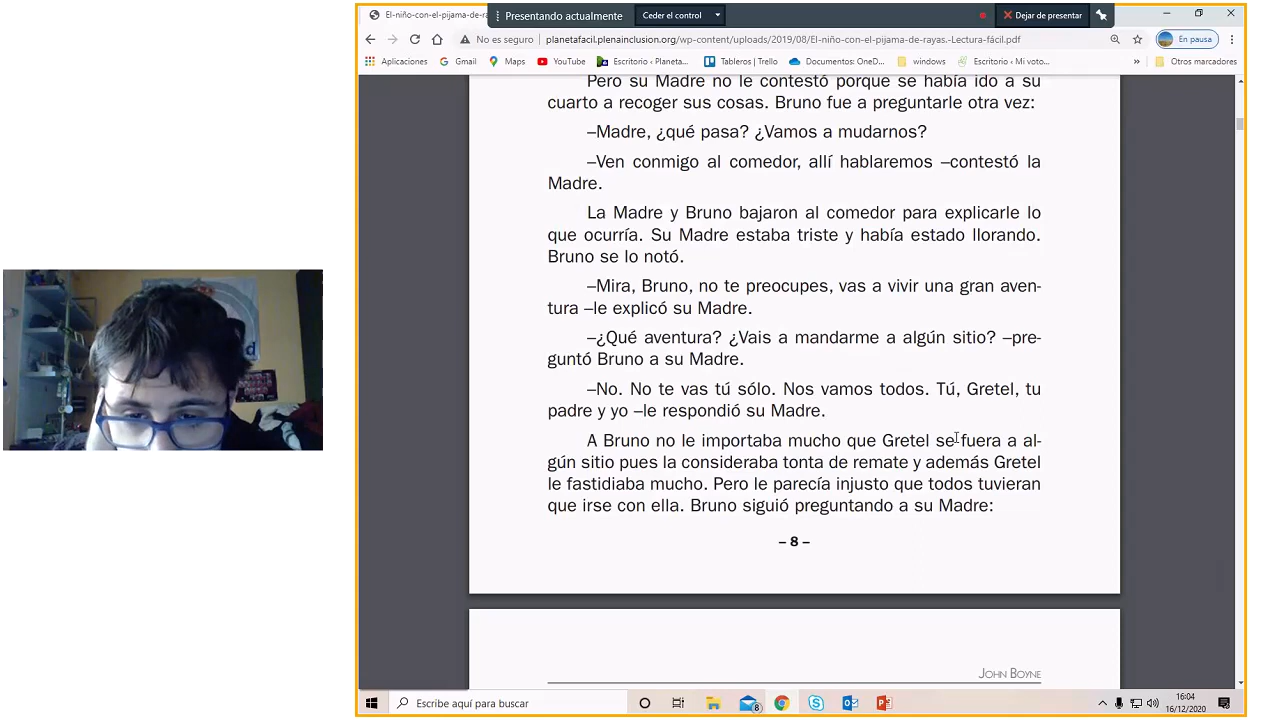 El-niño-con-el-pijama-de-ra
Presentando actualmente
Ceder el control
Dejar de presentar
No es seguro
planetafacil.plenainclusion.org/wp-content/uploads/2019/08/El-niño-con-el-pijama-de-rayas.-Lectura-fácil.pdf
En pausa
Aplicaciones
Gmail
Maps
YouTube
Escritorio ‹ Planeta...
Tableros | Trello
Documentos: OneD...
windows
Escritorio ‹ Mi voto...
»
Otros marcadores
Pero su Madre no le contestó porque se había ido a su
cuarto a recoger sus cosas. Bruno fue a preguntarle otra vez:
–Madre, ¿qué pasa? ¿Vamos a mudarnos?
–Ven conmigo al comedor, allí hablaremos –contestó la
Madre.
La Madre y Bruno bajaron al comedor para explicarle lo
que ocurría. Su Madre estaba triste y había estado llorando.
Bruno se lo notó.
–Mira, Bruno, no te preocupes, vas a vivir una gran aven-
tura –le explicó su Madre.
–¿Qué aventura? ¿Vais a mandarme a algún sitio? –pre-
guntó Bruno a su Madre.
–No. No te vas tú sólo. Nos vamos todos. Tú, Gretel, tu
padre y yo –le respondió su Madre.
A Bruno no le importaba mucho que Gretel se fuera a al-
gún sitio pues la consideraba tonta de remate y además Gretel
le fastidiaba mucho. Pero le parecía injusto que todos tuvieran
que irse con ella. Bruno siguió preguntando a su Madre:
– 8 –
JOHN BOYNE
Escribe aquí para buscar
8
16:04
16/12/2020